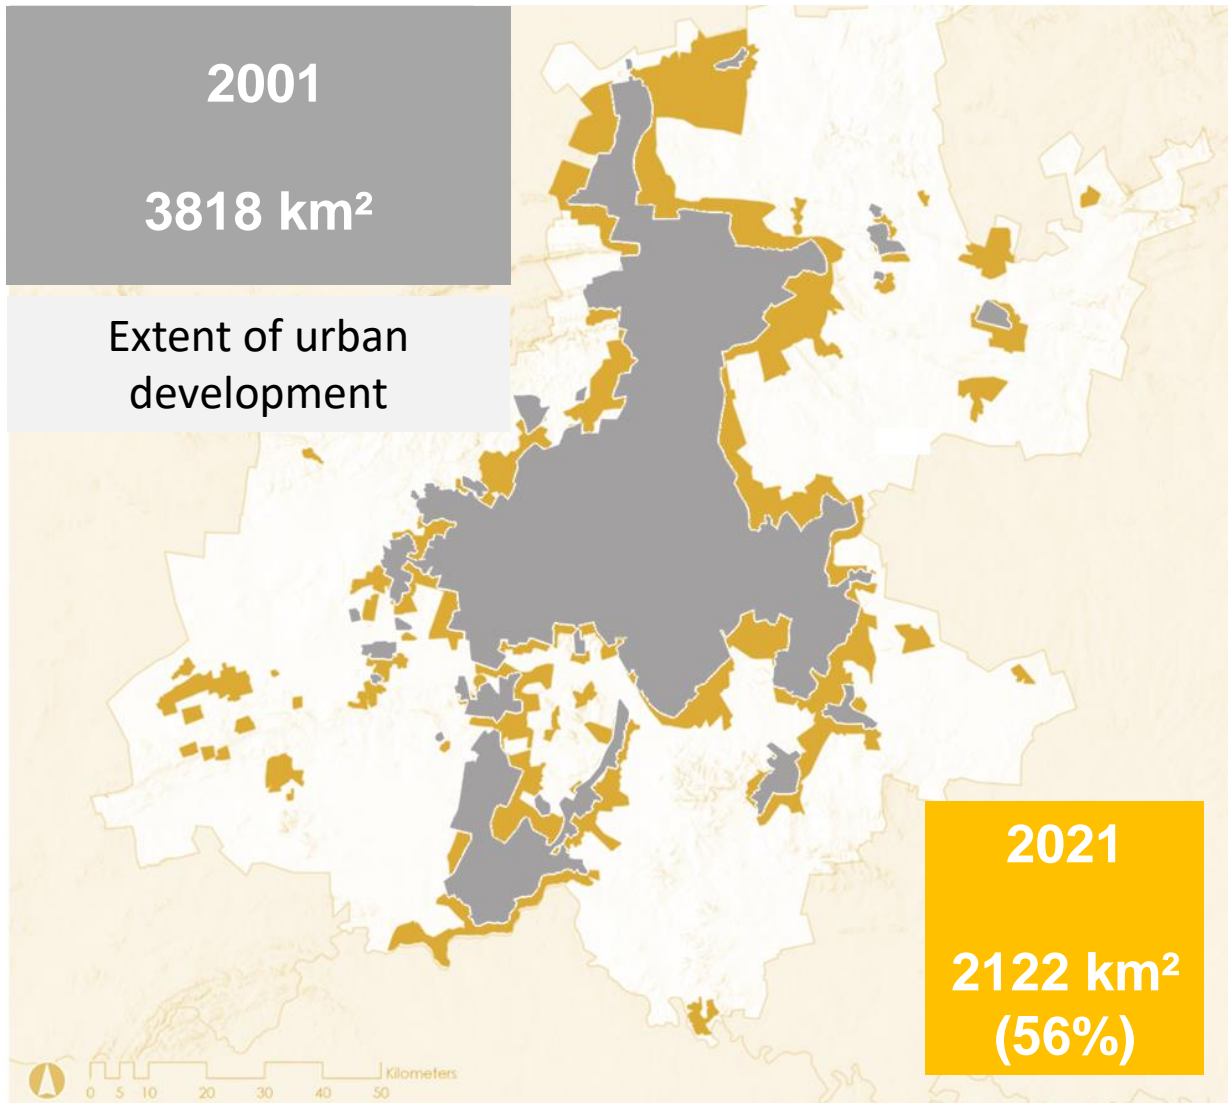 2001
3818 km²
Extent of urban
development
2021
2122 km²
(56%)
Kilometers
0 5 10 20 30 40 50